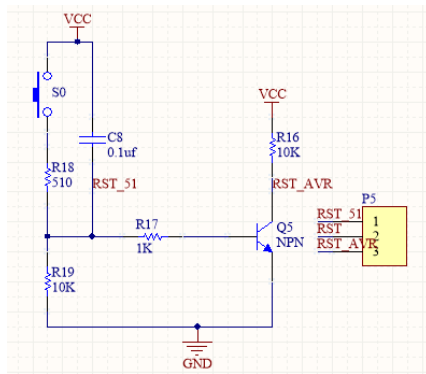 VCC
S0
C8
0.1uf
VCC
R16
10K
R18
510
RST_51
RST_AVR
P5
R17
1K
Q5
NPN
RST_51
1
RST
2
RST_AVR
3
R19
10K
GND